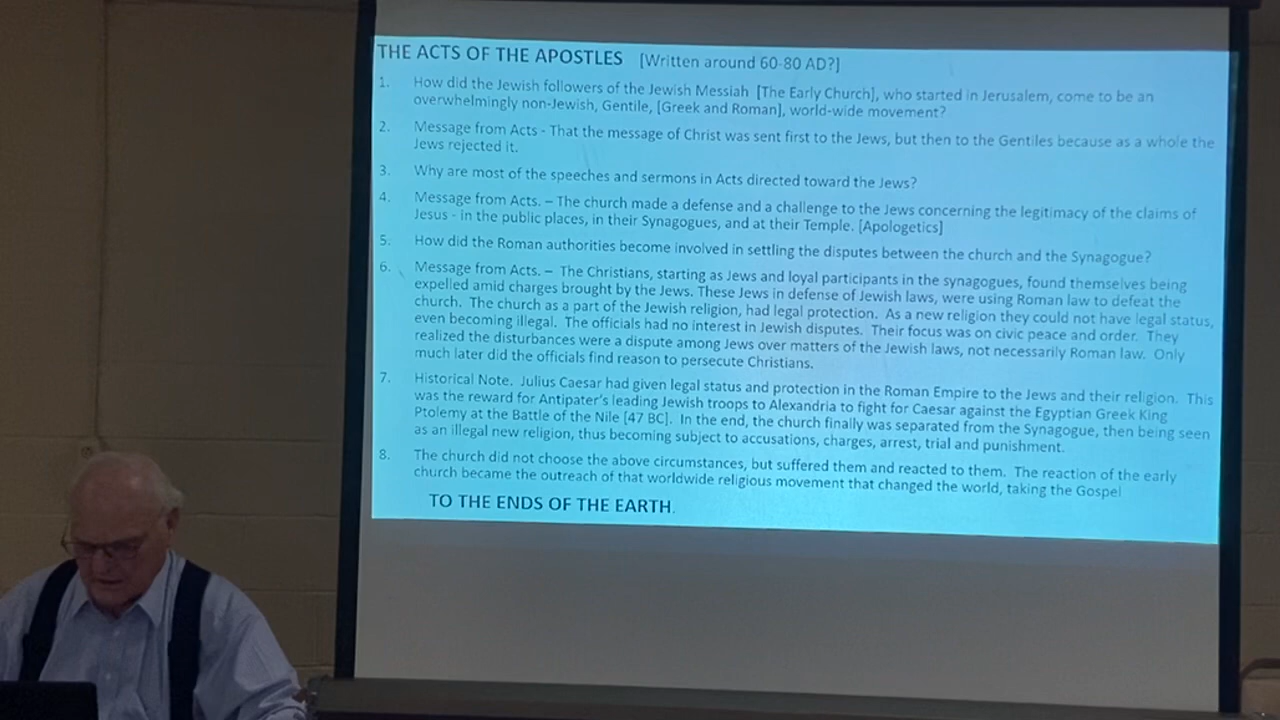 THE ACTS OF THE APOSTLES [Written around 60-80 AD?]
1. How did the Jewish followers of the Jewish Messiah [The Early Church], who started in Jerusalem, come to be an
overwhelmingly non-Jewish, Gentile, [Greek and Roman], world-wide movement?
2. Message from Acts - That the message of Christ was sent first to the Jews, but then to the Gentiles because as a whole the
Jews rejected it.
3. Why are most of the speeches and sermons in Acts directed toward the Jews?
4. Message from Acts. – The church made a defense and a challenge to the Jews concerning the legitimacy of the claims of
Jesus - in the public places, in their Synagogues, and at their Temple. [Apologetics]
5. How did the Roman authorities become involved in settling the disputes between the church and the Synagogue?
6. Message from Acts. – The Christians, starting as Jews and loyal participants in the synagogues, found themselves being
expelled amid charges brought by the Jews. These Jews in defense of Jewish laws, were using Roman law to defeat the
church. The church as a part of the Jewish religion, had legal protection. As a new religion they could not have legal status,
even becoming illegal. The officials had no interest in Jewish disputes. Their focus was on civic peace and order. They
realized the disturbances were a dispute among Jews over matters of the Jewish laws, not necessarily Roman law. Only
much later did the officials find reason to persecute Christians.
7. Historical Note. Julius Caesar had given legal status and protection in the Roman Empire to the Jews and their religion. This
was the reward for Antipater's leading Jewish troops to Alexandria to fight for Caesar against the Egyptian Greek King
Ptolemy at the Battle of the Nile [47 BC]. In the end, the church finally was separated from the Synagogue, then being seen
as an illegal new religion, thus becoming subject to accusations, charges, arrest, trial and punishment.
8. The church did not choose the above circumstances, but suffered them and reacted to them. The reaction of the early
church became the outreach of that worldwide religious movement that changed the world, taking the Gospel
TO THE ENDS OF THE EARTH.